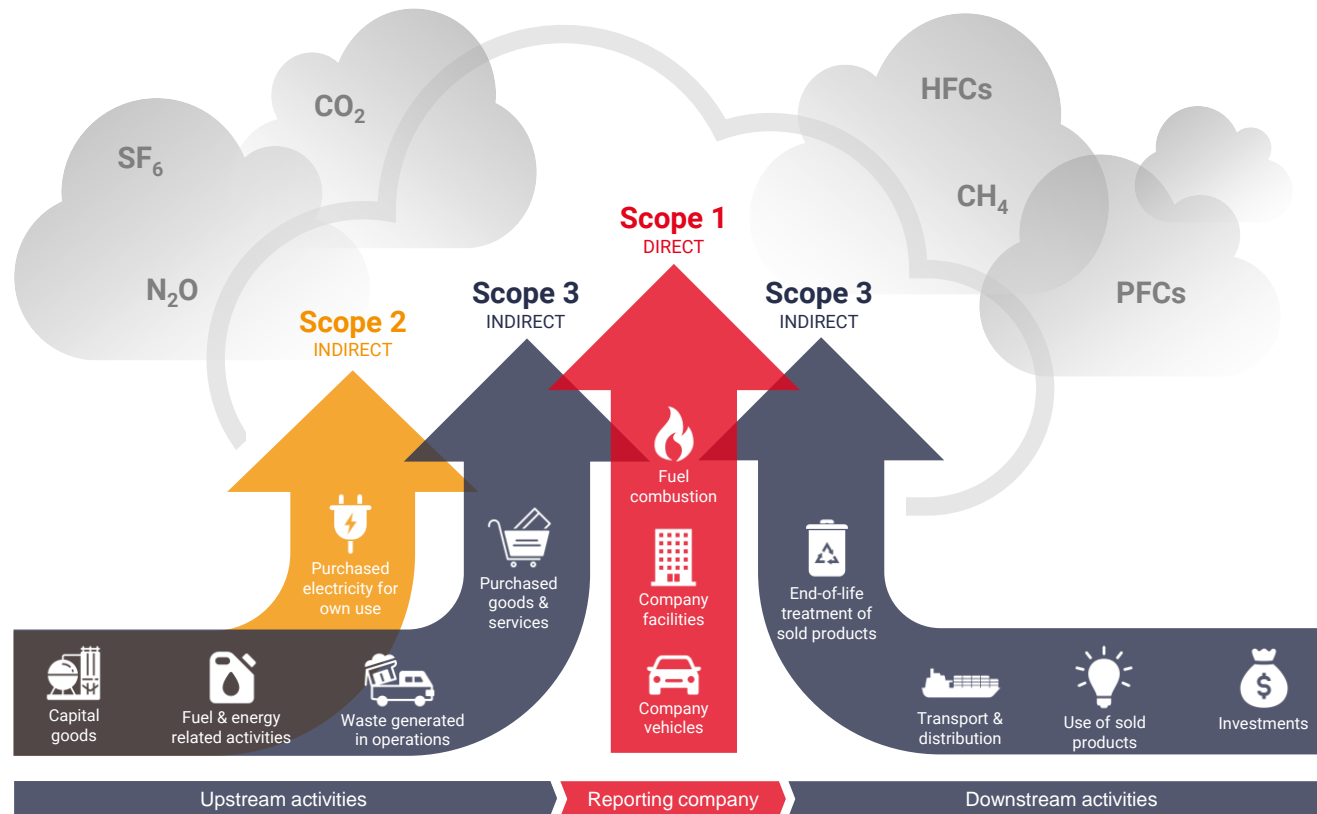 CO₂
SF₆
N₂O
HFCs
CH₄
PFCs
Scope 1
DIRECT
Scope 3
INDIRECT
Scope 3
INDIRECT
Scope 2
INDIRECT
Purchased
electricity for
own use
Purchased
goods &
services
Fuel
combustion
Company
facilities
Company
vehicles
End-of-life
treatment of
sold products
Capital
goods
Fuel & energy
related activities
Waste generated
in operations
Transport &
distribution
Use of sold
products
$
Investments
Upstream activities
Reporting company
Downstream activities